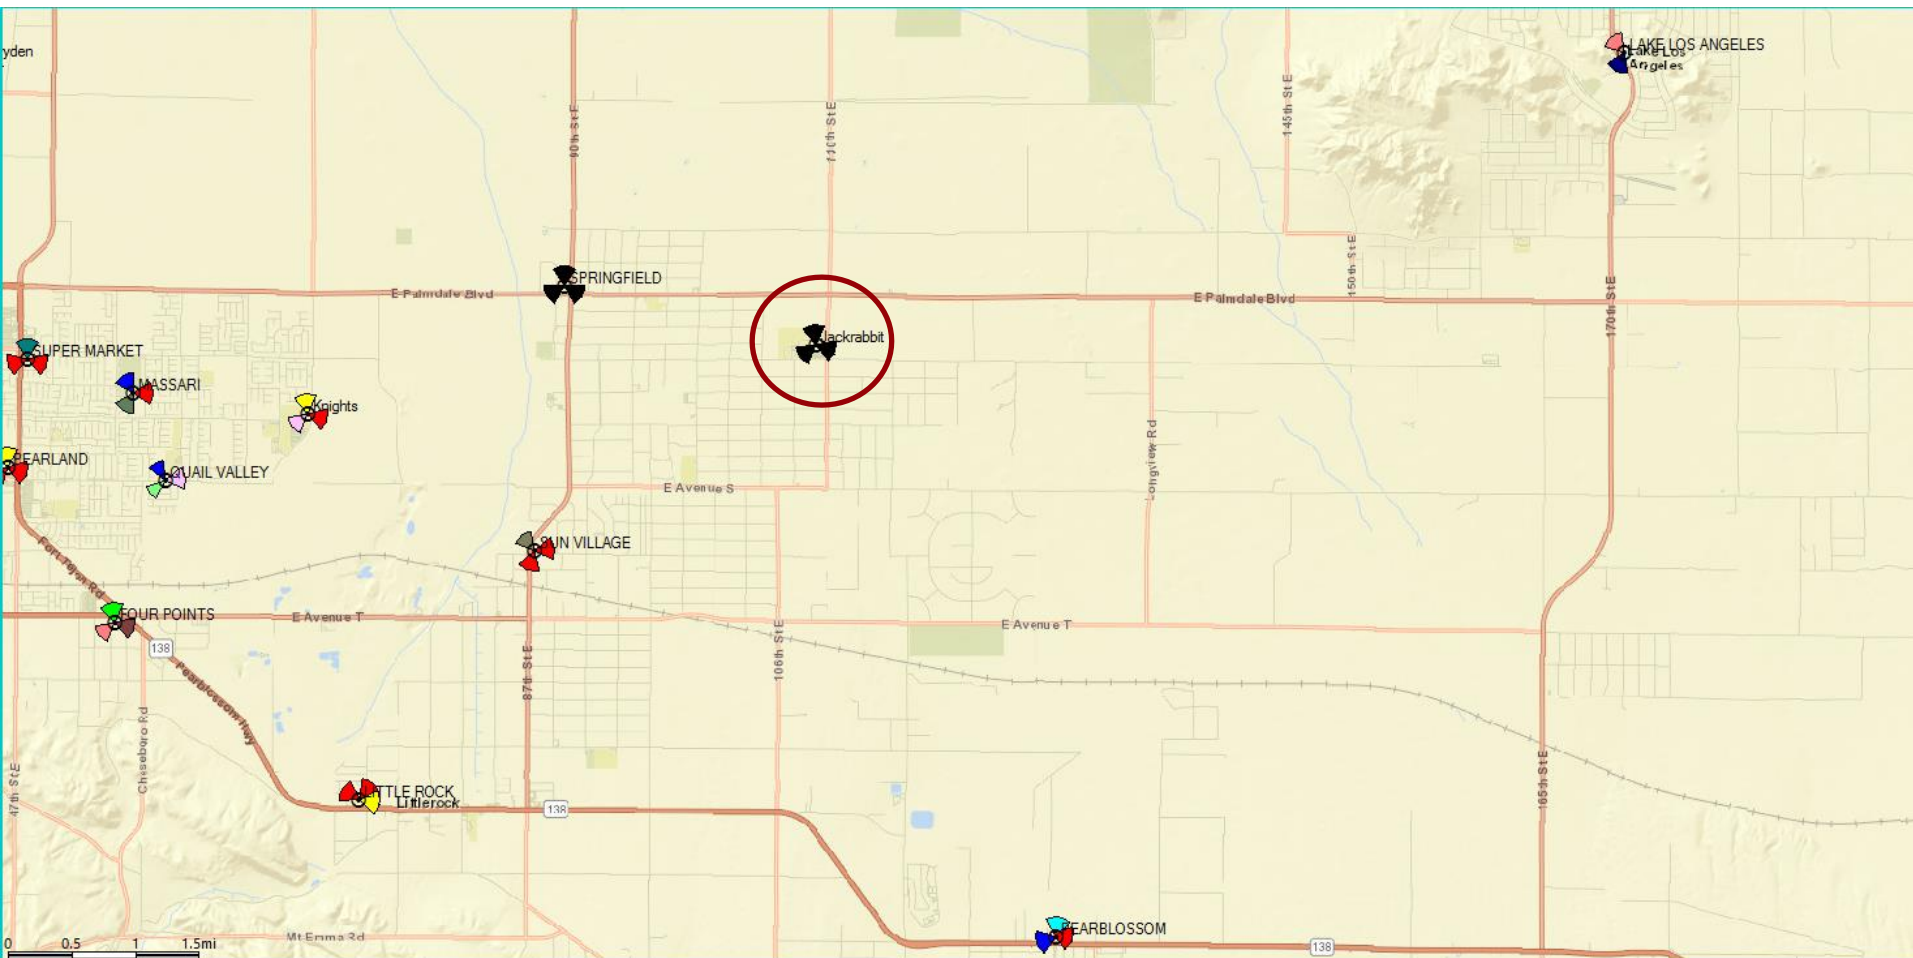 yden
LAKE LOS ANGELES
Lake Los
Angeles
90th St E
110th St E
145th St E
150th St E
170th St E
SPRINGFIELD
E Palmdale Blvd
E Palmdale Blvd
Jackrabbit
SUPER MARKET
MASSARI
Knights
PEARLAND
QUAIL VALLEY
Longview Rd
E Avenue S
SUN VILLAGE
Fort Tejon Rd
FOUR POINTS
E Avenue T
E Avenue T
138
106th St E
87th St E
Pearblossom Hwy
Cheseboro Rd
47th St E
165th St E
LITTLE ROCK
Littlerock
138
PEARBLOSSOM
Mt Emma Rd
138
0 0.5 1 1.5mi